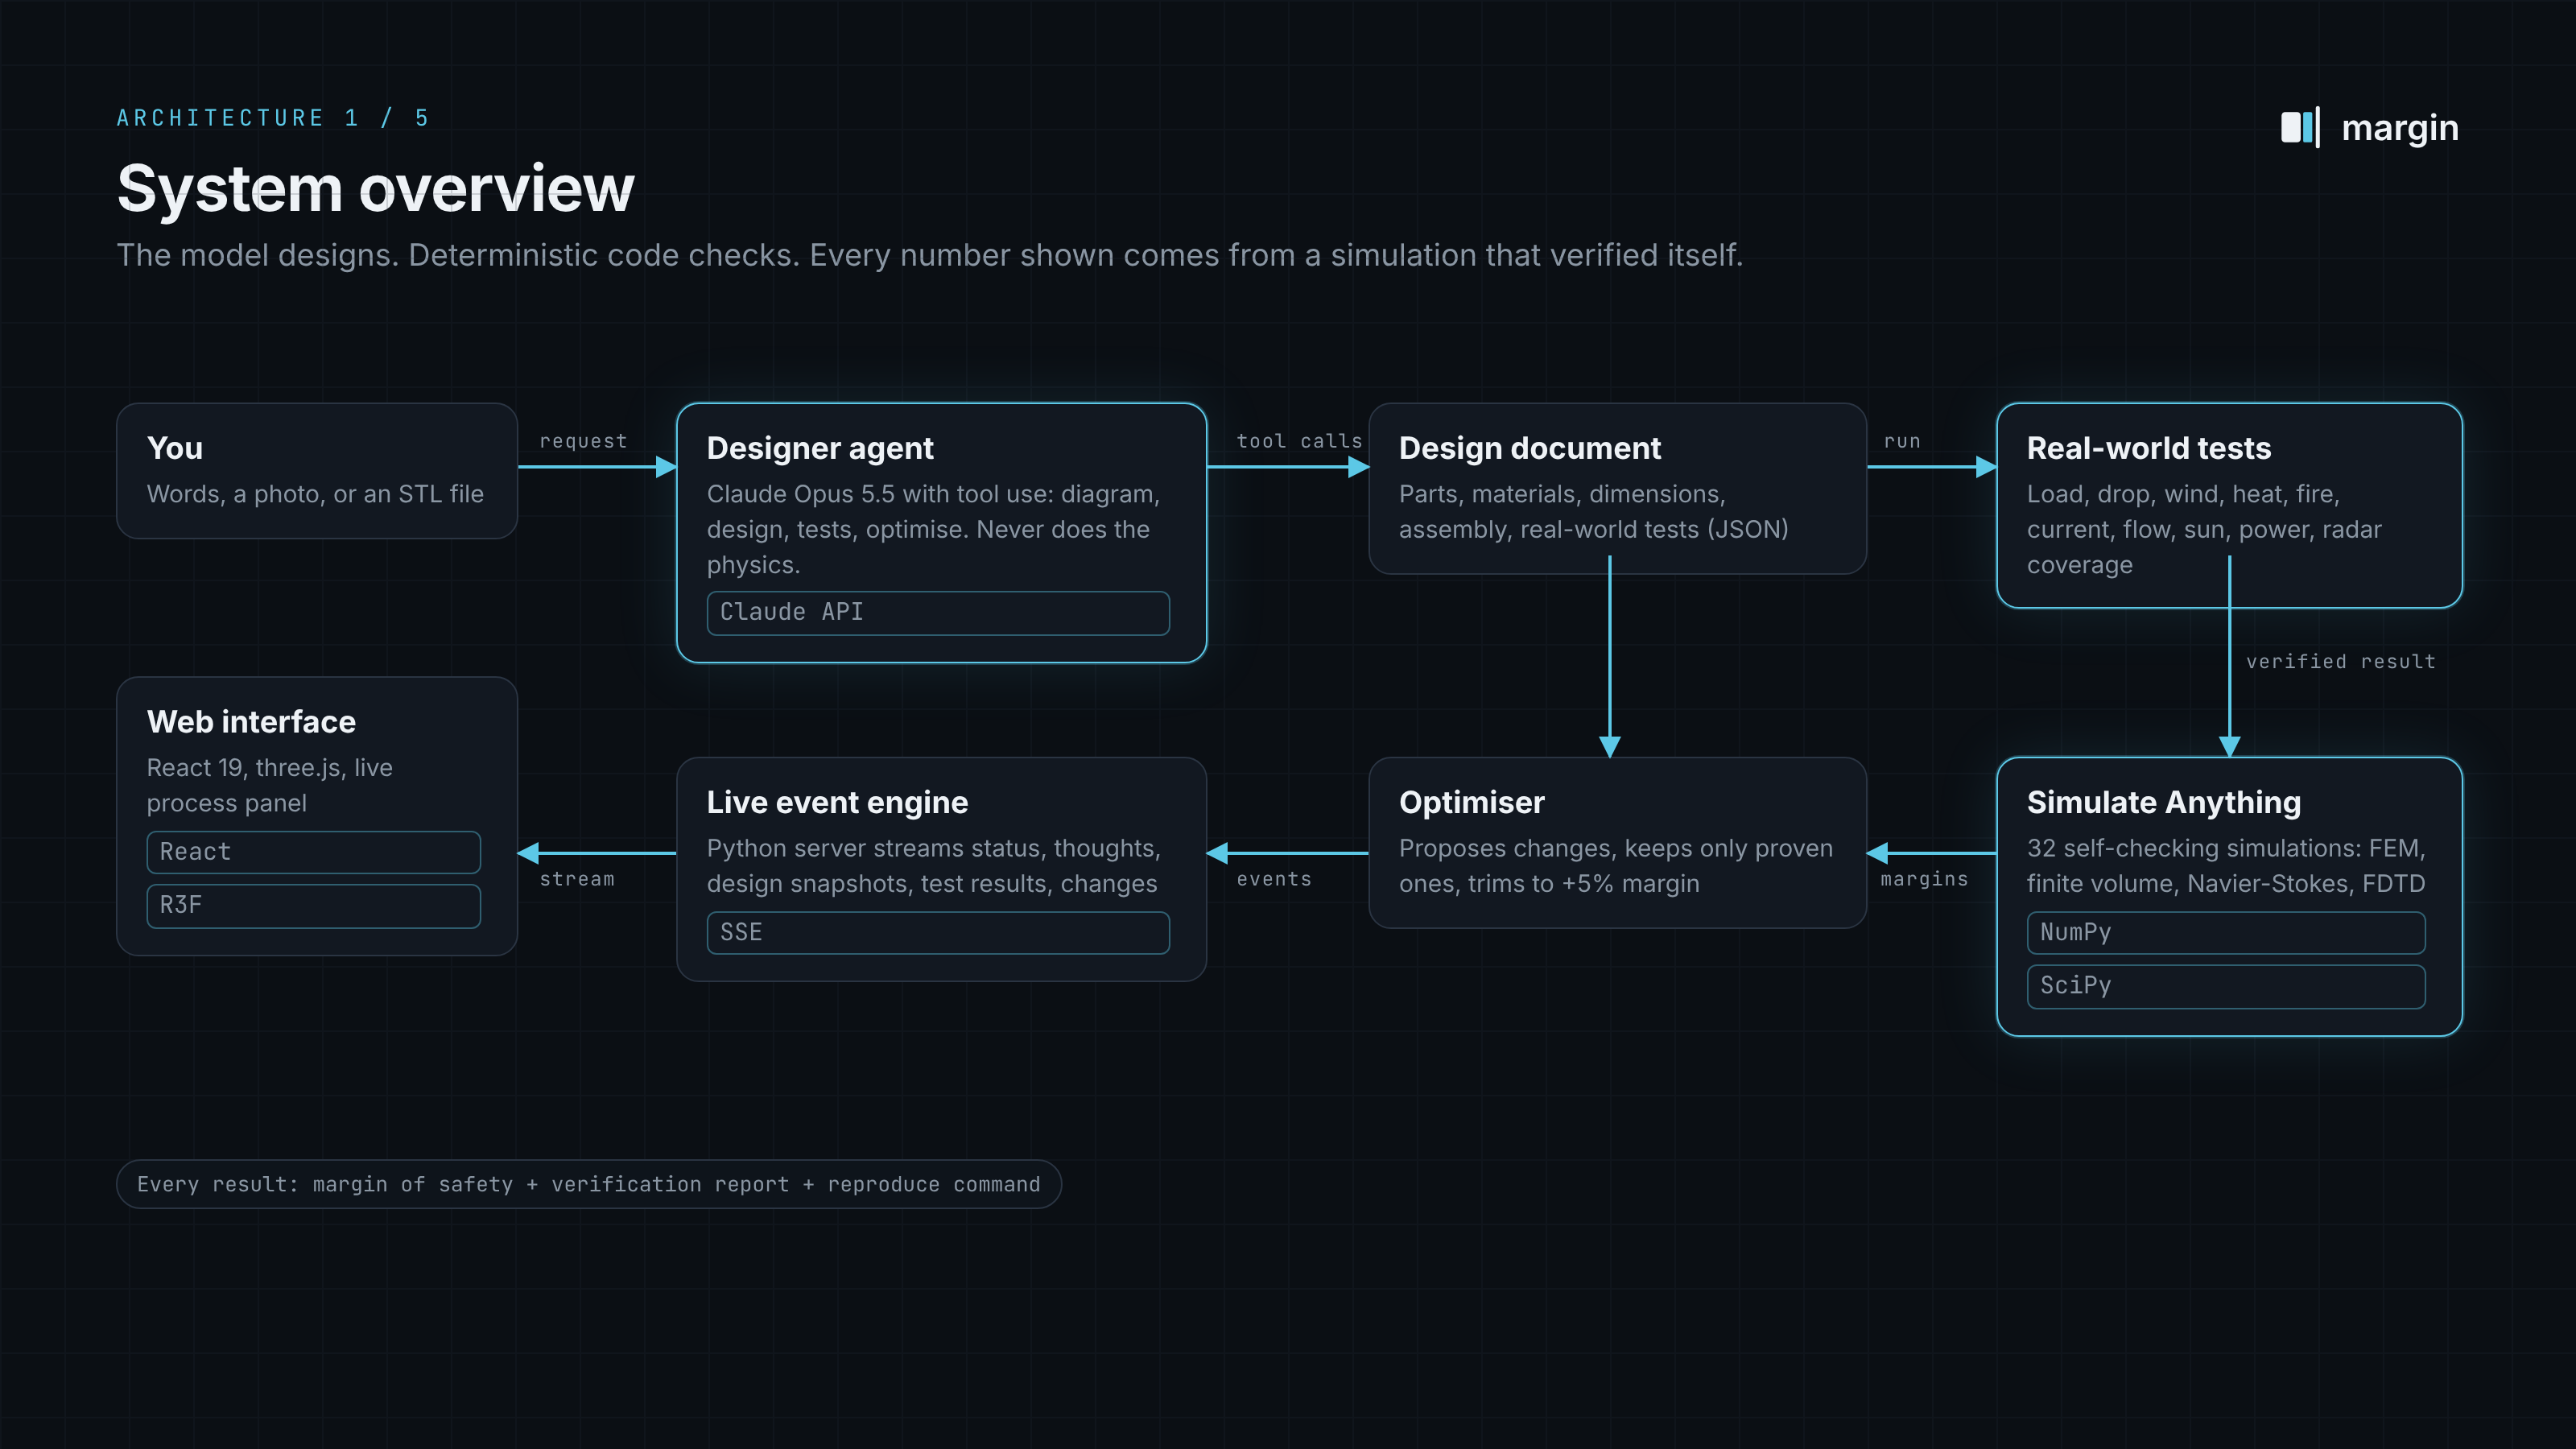 ARCHITECTURE 1 / 5
margin
System overview
The model designs. Deterministic code checks. Every number shown comes from a simulation that verified itself.
You
Words, a photo, or an STL file
request
Designer agent
Claude Opus 5.5 with tool use: diagram,
design, tests, optimise. Never does the
physics.
Claude API
tool calls
Design document
Parts, materials, dimensions,
assembly, real-world tests (JSON)
run
Real-world tests
Load, drop, wind, heat, fire,
current, flow, sun, power, radar
coverage
verified result
Web interface
React 19, three.js, live
process panel
React
R3F
stream
Live event engine
Python server streams status, thoughts,
design snapshots, test results, changes
SSE
events
Optimiser
Proposes changes, keeps only proven
ones, trims to +5% margin
margins
Simulate Anything
32 self-checking simulations: FEM,
finite volume, Navier-Stokes, FDTD
NumPy
SciPy
Every result: margin of safety + verification report + reproduce command